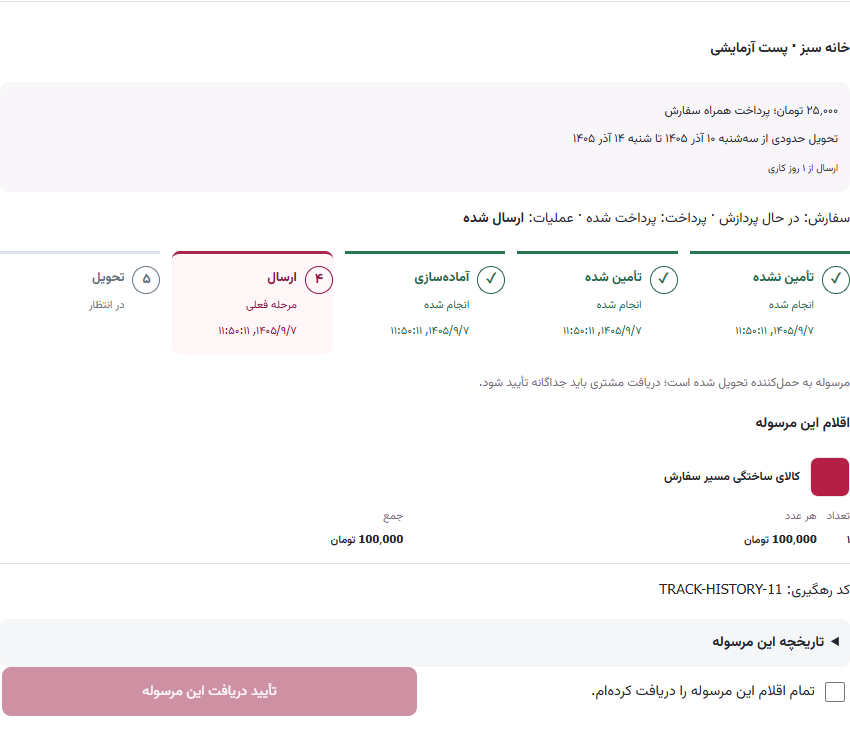 خانه سبز · پست آزمایشی
۲۵٬۰۰۰ تومان؛ پرداخت همراه سفارش
تحویل حدودی از سه‌شنبه ۱۰ آذر ۱۴۰۵ تا شنبه ۱۴ آذر ۱۴۰۵
ارسال از ۱ روز کاری
سفارش: در حال پردازش · پرداخت: پرداخت شده · عملیات: ارسال شده
✓ تأمین نشده
انجام شده
۱۴۰۵/۹/۷, ۱۱:۵۰:۱۱
✓ تأمین شده
انجام شده
۱۴۰۵/۹/۷, ۱۱:۵۰:۱۱
✓ آماده‌سازی
انجام شده
۱۴۰۵/۹/۷, ۱۱:۵۰:۱۱
۴ ارسال
مرحله فعلی
۱۴۰۵/۹/۷, ۱۱:۵۰:۱۱
۵ تحویل
در انتظار
مرسوله به حمل‌کننده تحویل شده است؛ دریافت مشتری باید جداگانه تأیید شود.
اقلام این مرسوله
کالای ساختگی مسیر سفارش
تعداد هر عدد جمع
۱ 100,000 تومان 100,000 تومان
کد رهگیری: TRACK-HISTORY-11
تاریخچه این مرسوله
تمام اقلام این مرسوله را دریافت کرده‌ام.
تأیید دریافت این مرسوله